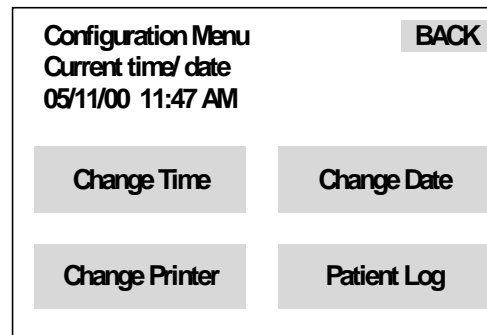 Configuration Menu BACK
Current time/ date
05/11/00 11:47 AM
Change Time Change Date
Change Printer Patient Log